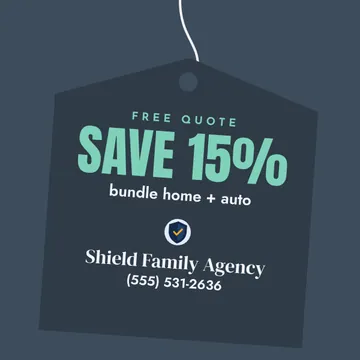 FREE QUOTE
SAVE 15%
bundle home + auto
Shield Family Agency
(555) 531-2636